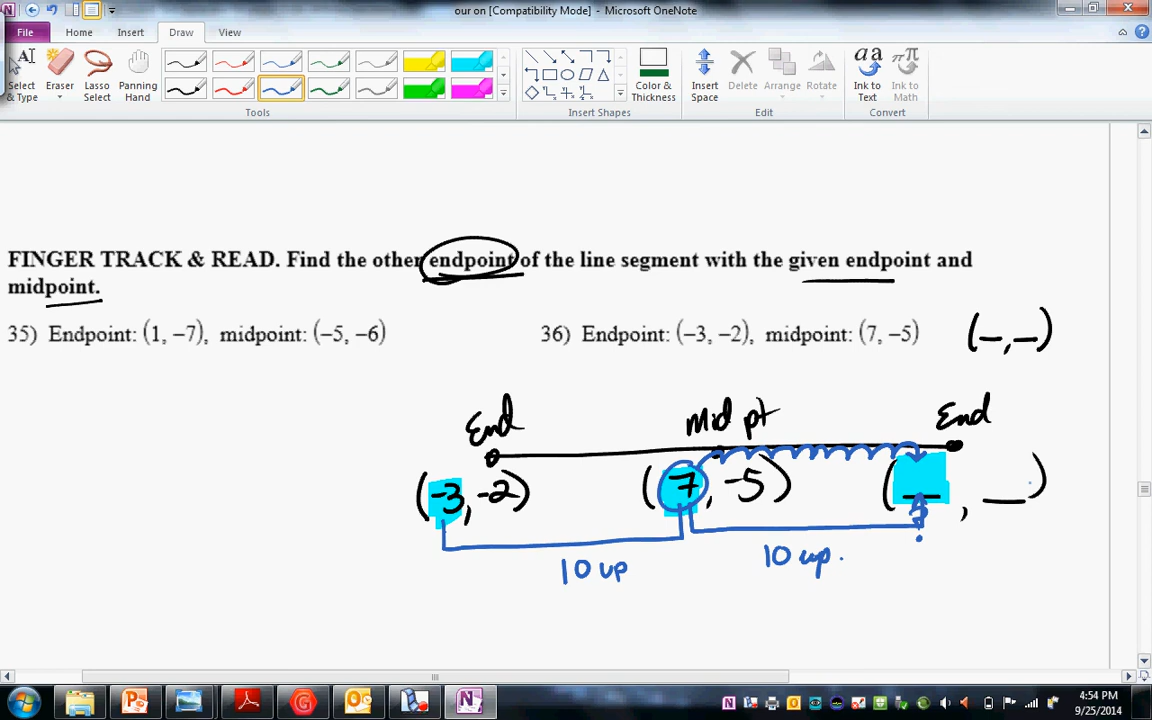 our on [Compatibility Mode] - Microsoft OneNote
File Home Insert Draw View
Select & Type Eraser Lasso Select Panning Hand Color & Thickness Insert Space Delete Arrange Rotate Ink to Text Ink to Math
Tools Insert Shapes Edit Convert
FINGER TRACK & READ. Find the other endpoint of the line segment with the given endpoint and
midpoint.
35) Endpoint: (1, −7), midpoint: (−5, −6) 36) Endpoint: (−3, −2), midpoint: (7, −5) (_,_)
End Mid pt End
(-3,-2) (7,-5) (_,_)
10 up 10 up.
4:54 PM
9/25/2014